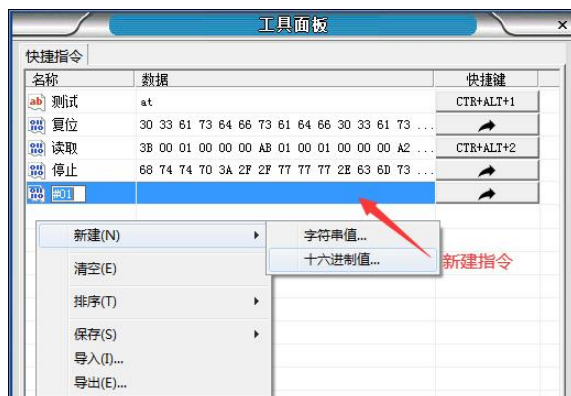 工具面板
快捷指令
名称 数据 快捷键
测试 at CTR+ALT+1
复位 30 33 61 73 64 66 73 61 64 66 30 33 61 73 ...
读取 3B 00 01 00 00 00 AB 01 00 01 00 00 00 A2 ... CTR+ALT+2
停止 68 74 74 70 3A 2F 2F 77 77 77 2E 63 6D 73 ...
#01
新建(N) 字符串值...
清空(E) 十六进制值... 新建指令
排序(T)
保存(S)
导入(I)...
导出(E)...